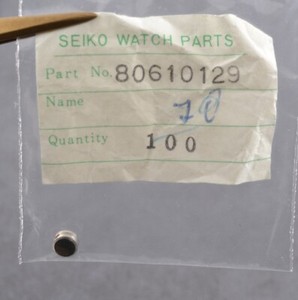 SEIKO WATCH PARTS
Part No. 80610129
Name 70
Quantity 100